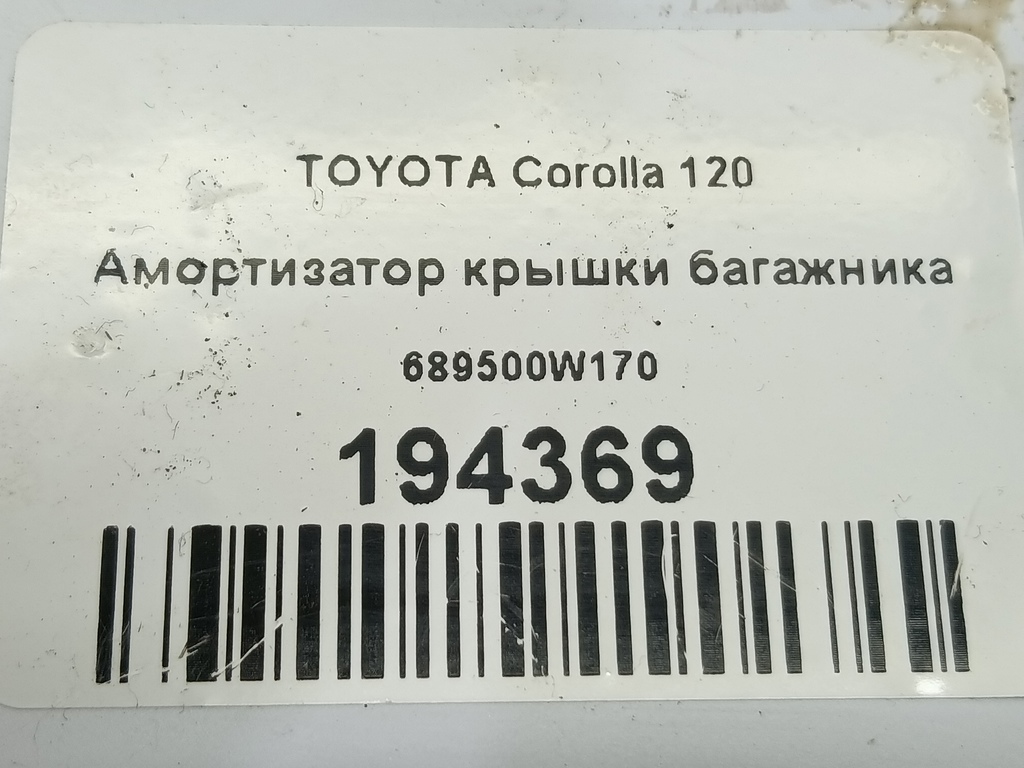 TOYOTA Corolla 120
Амортизатор крышки багажника
689500W170
194369